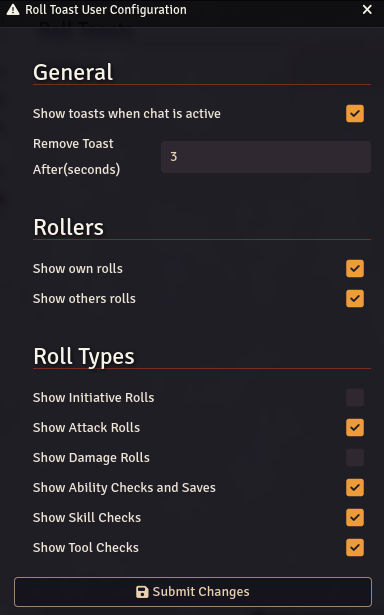 Roll Toast User Configuration
General
Show toasts when chat is active
Remove Toast
After(seconds)
3
Rollers
Show own rolls
Show others rolls
Roll Types
Show Initiative Rolls
Show Attack Rolls
Show Damage Rolls
Show Ability Checks and Saves
Show Skill Checks
Show Tool Checks
Submit Changes